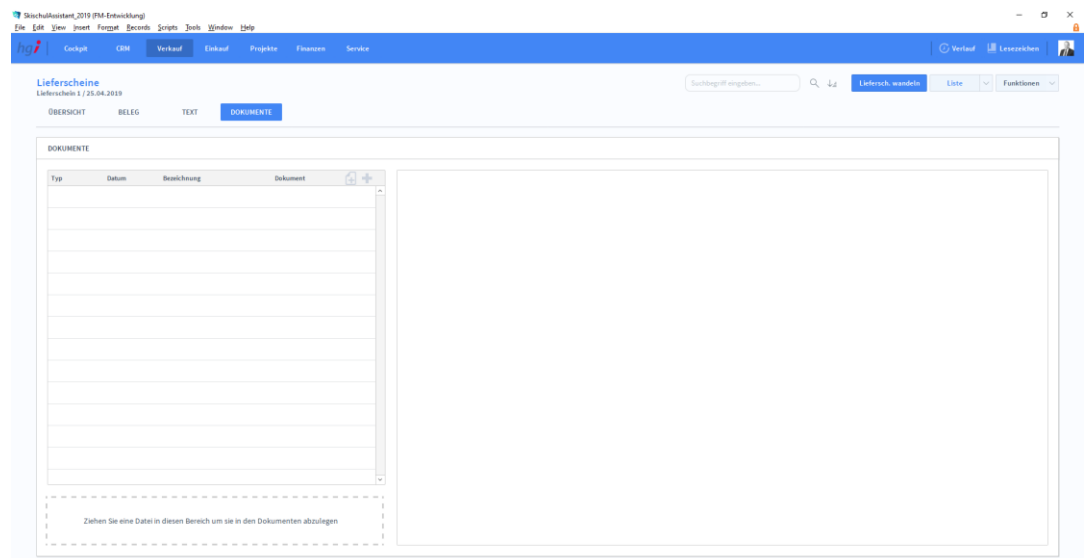 SkischulAssistant_2019 (FM-Entwicklung)
File Edit View Insert Format Records Scripts Tools Window Help
hgi Cockpit CRM Verkauf Einkauf Projekte Finanzen Service Verlauf Lesezeichen
Lieferscheine
Lieferschein 1 / 25.04.2019
Suchbegriff eingeben... Liefersch. wandeln Liste Funktionen
ÜBERSICHT BELEG TEXT DOKUMENTE
DOKUMENTE
Typ Datum Bezeichnung Dokument
Ziehen Sie eine Datei in diesen Bereich um sie in den Dokumenten abzulegen